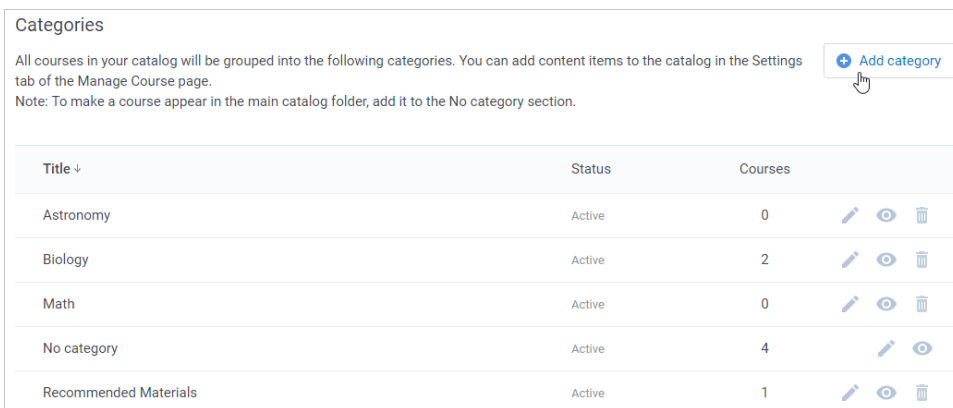 Categories
All courses in your catalog will be grouped into the following categories. You can add content items to the catalog in the Settings
tab of the Manage Course page.
Note: To make a course appear in the main catalog folder, add it to the No category section.
Add category
Title ↓ Status Courses
Astronomy Active 0
Biology Active 2
Math Active 0
No category Active 4
Recommended Materials Active 1